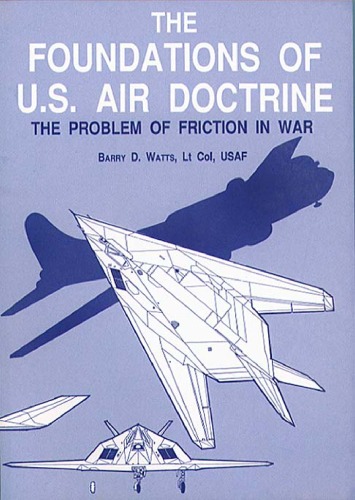 THE
FOUNDATIONS OF
U.S. AIR DOCTRINE
THE PROBLEM OF FRICTION IN WAR
BARRY D. WATTS, Lt Col, USAF